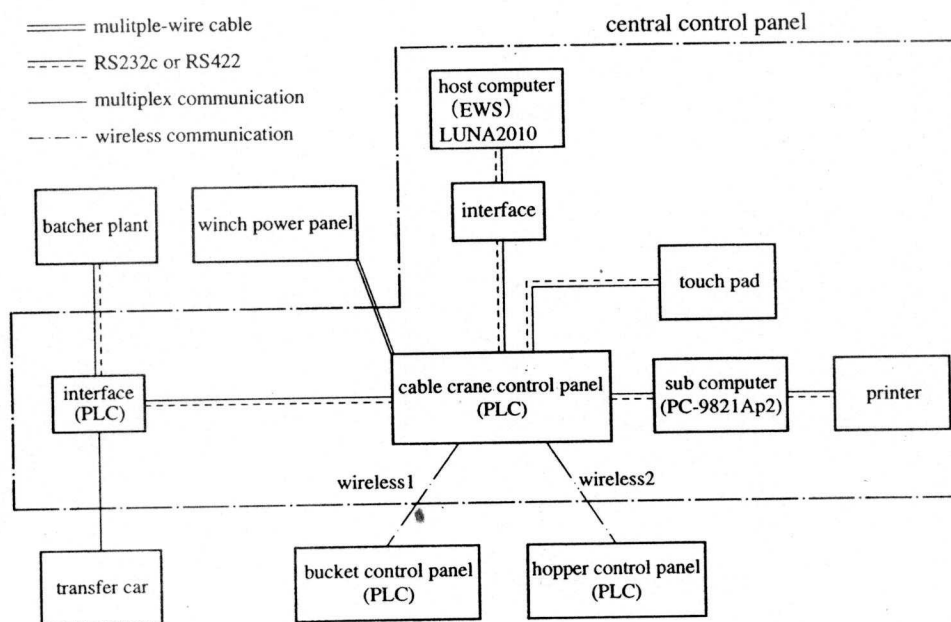 mulitple-wire cable
RS232c or RS422
multiplex communication
wireless communication
central control panel
host computer
(EWS)
LUNA2010
interface
batcher plant
winch power panel
touch pad
interface
(PLC)
cable crane control panel
(PLC)
sub computer
(PC-9821Ap2)
printer
wireless1
wireless2
transfer car
bucket control panel
(PLC)
hopper control panel
(PLC)